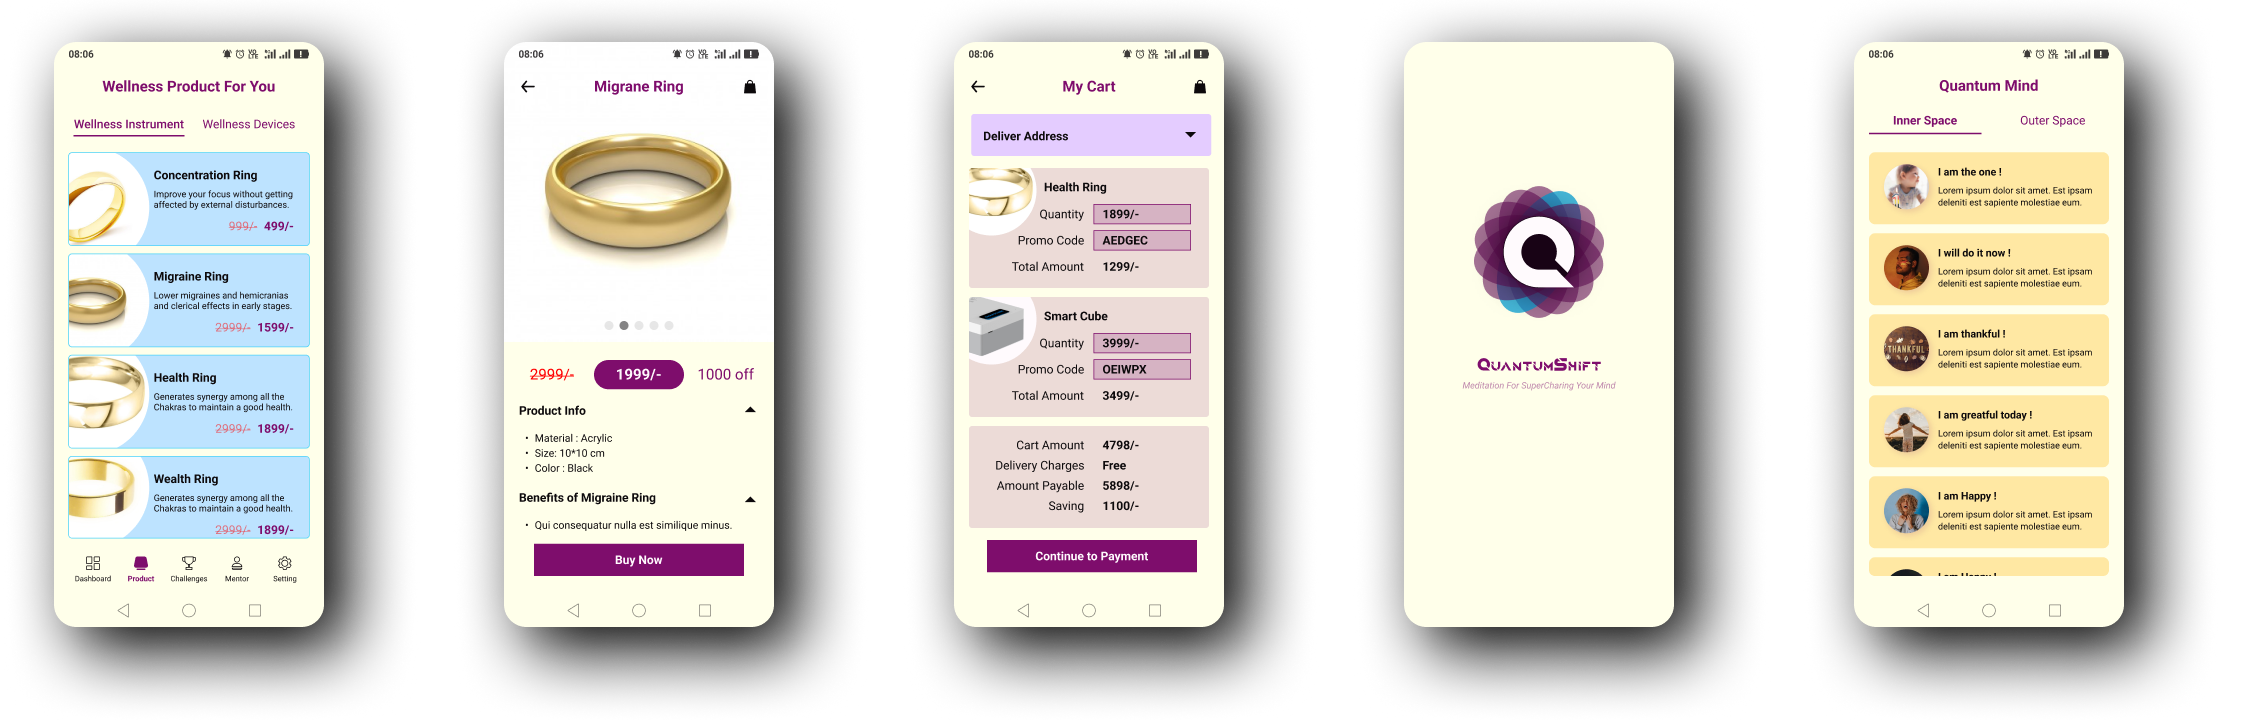 08:06
Wellness Product For You
Wellness Instrument Wellness Devices
Concentration Ring
Improve your focus without getting
affected by external disturbances.
999/- 499/-
Migraine Ring
Lower migraines and hemicranias
and clerical effects in early stages.
2999/- 1599/-
Health Ring
Generates synergy among all the
Chakras to maintain a good health.
2999/- 1899/-
Wealth Ring
Generates synergy among all the
Chakras to maintain a good health.
2999/- 1899/-
Dashboard Product Challenges Mentor Setting
08:06
Migrane Ring
2999/- 1999/- 1000 off
Product Info
• Material : Acrylic
• Size: 10*10 cm
• Color : Black
Benefits of Migraine Ring
• Qui consequatur nulla est similique minus.
Buy Now
08:06
My Cart
Deliver Address
Health Ring
Quantity 1899/-
Promo Code AEDGEC
Total Amount 1299/-
Smart Cube
Quantity 3999/-
Promo Code OEIWPX
Total Amount 3499/-
Cart Amount 4798/-
Delivery Charges Free
Amount Payable 5898/-
Saving 1100/-
Continue to Payment
QuantumShift
Meditation For SuperCharing Your Mind
08:06
Quantum Mind
Inner Space Outer Space
I am the one !
Lorem ipsum dolor sit amet. Est ipsam
deleniti est sapiente molestiae eum.
I will do it now !
Lorem ipsum dolor sit amet. Est ipsam
deleniti est sapiente molestiae eum.
THANKFUL
I am thankful !
Lorem ipsum dolor sit amet. Est ipsam
deleniti est sapiente molestiae eum.
I am greatful today !
Lorem ipsum dolor sit amet. Est ipsam
deleniti est sapiente molestiae eum.
I am Happy !
Lorem ipsum dolor sit amet. Est ipsam
deleniti est sapiente molestiae eum.
I am Happy !